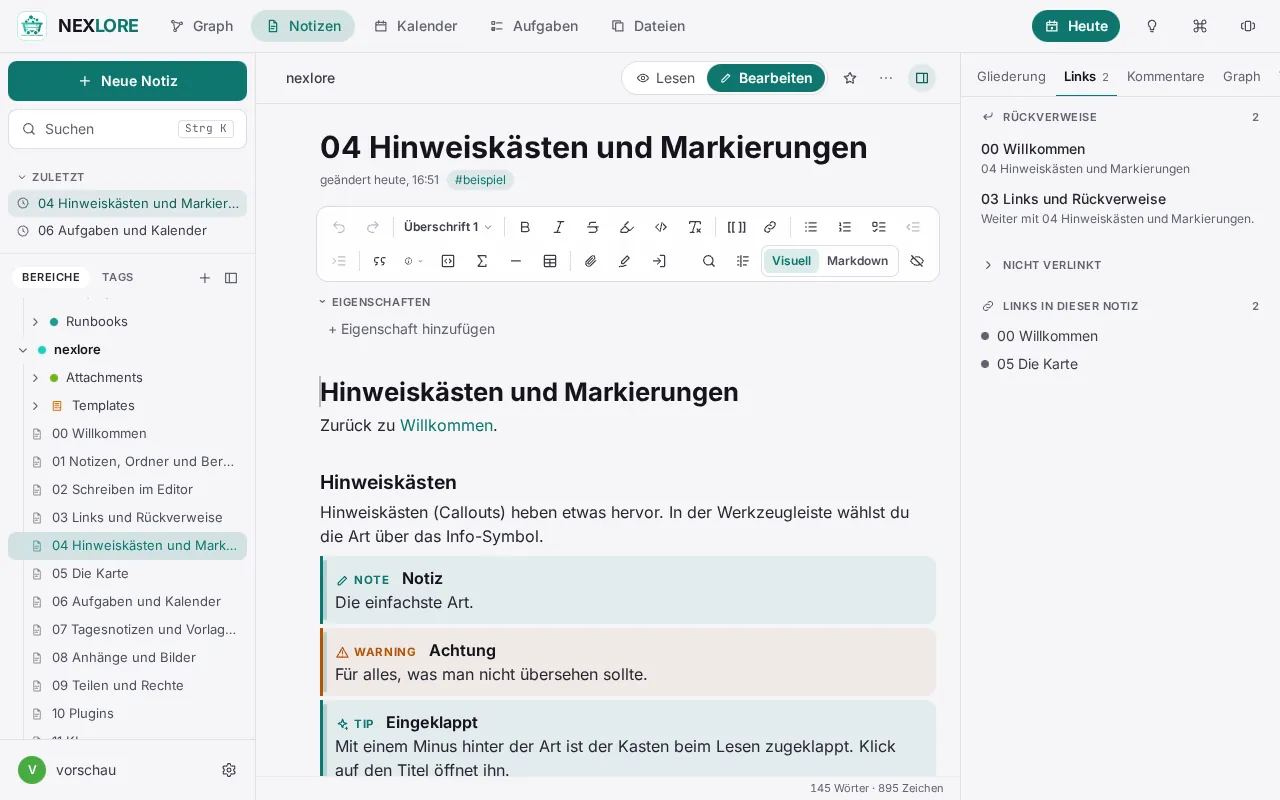 NEXLORE
Graph
Notizen
Kalender
Aufgaben
Dateien
Heute
Neue Notiz
Suchen
Strg K
ZULETZT
04 Hinweiskästen und Markier…
06 Aufgaben und Kalender
BEREICHE
TAGS
Runbooks
nexlore
Attachments
Templates
00 Willkommen
01 Notizen, Ordner und Ber…
02 Schreiben im Editor
03 Links und Rückverweise
04 Hinweiskästen und Mark…
05 Die Karte
06 Aufgaben und Kalender
07 Tagesnotizen und Vorlag…
08 Anhänge und Bilder
09 Teilen und Rechte
10 Plugins
V
vorschau
nexlore
Lesen
Bearbeiten
04 Hinweiskästen und Markierungen
geändert heute, 16:51 #beispiel
Überschrift 1
Visuell
Markdown
EIGENSCHAFTEN
+ Eigenschaft hinzufügen
Hinweiskästen und Markierungen
Zurück zu Willkommen.
Hinweiskästen
Hinweiskästen (Callouts) heben etwas hervor. In der Werkzeugleiste wählst du
die Art über das Info-Symbol.
NOTE Notiz
Die einfachste Art.
WARNING Achtung
Für alles, was man nicht übersehen sollte.
TIP Eingeklappt
Mit einem Minus hinter der Art ist der Kasten beim Lesen zugeklappt. Klick
auf den Titel öffnet ihn.
145 Wörter · 895 Zeichen
Gliederung
Links 2
Kommentare
Graph
RÜCKVERWEISE 2
00 Willkommen
04 Hinweiskästen und Markierungen
03 Links und Rückverweise
Weiter mit 04 Hinweiskästen und Markierungen.
NICHT VERLINKT
LINKS IN DIESER NOTIZ 2
00 Willkommen
05 Die Karte